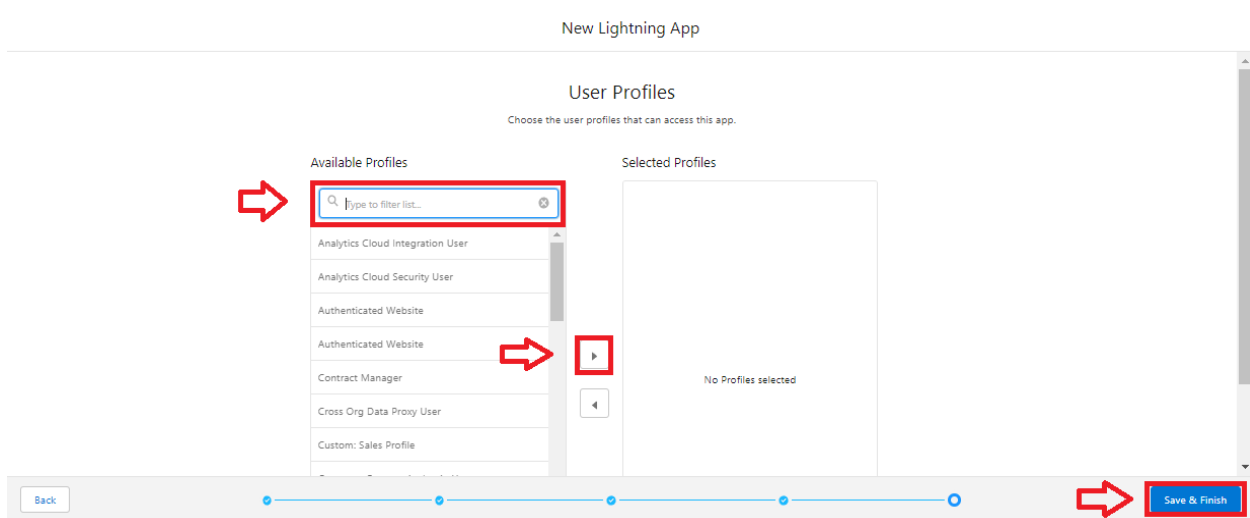 New Lightning App
User Profiles
Choose the user profiles that can access this app.
Available Profiles
Selected Profiles
Type to filter list...
Analytics Cloud Integration User
Analytics Cloud Security User
Authenticated Website
Authenticated Website
Contract Manager
Cross Org Data Proxy User
Custom: Sales Profile
No Profiles selected
Back
Save & Finish